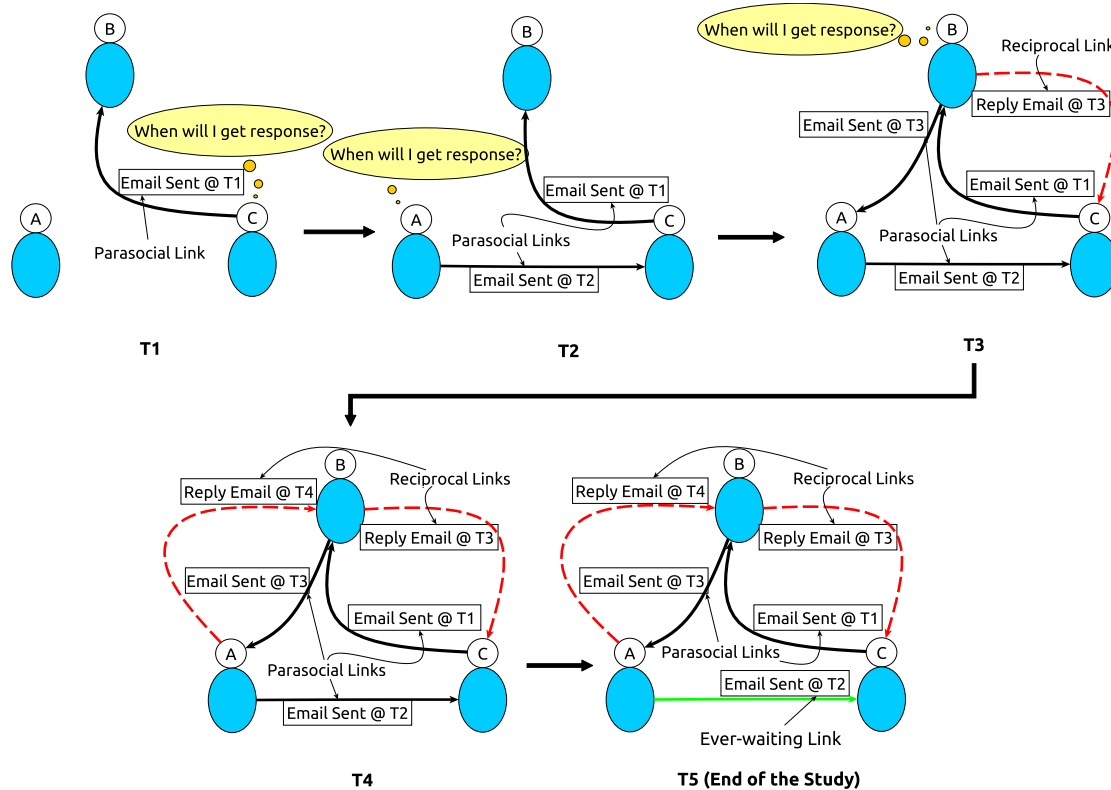 B
When will I get response?
Email Sent @ T1
A
C
Parasocial Link
T1
B
When will I get response?
Email Sent @ T1
A
C
Parasocial Links
Email Sent @ T2
T2
When will I get response?
B
Reciprocal Link
Reply Email @ T3
Email Sent @ T3
Email Sent @ T1
A
C
Parasocial Links
Email Sent @ T2
T3
B
Reciprocal Links
Reply Email @ T4
Reply Email @ T3
Email Sent @ T3
Email Sent @ T1
A
C
Parasocial Links
Email Sent @ T2
T4
B
Reciprocal Links
Reply Email @ T4
Reply Email @ T3
Email Sent @ T3
Email Sent @ T1
A
C
Parasocial Links
Email Sent @ T2
Ever-waiting Link
T5 (End of the Study)